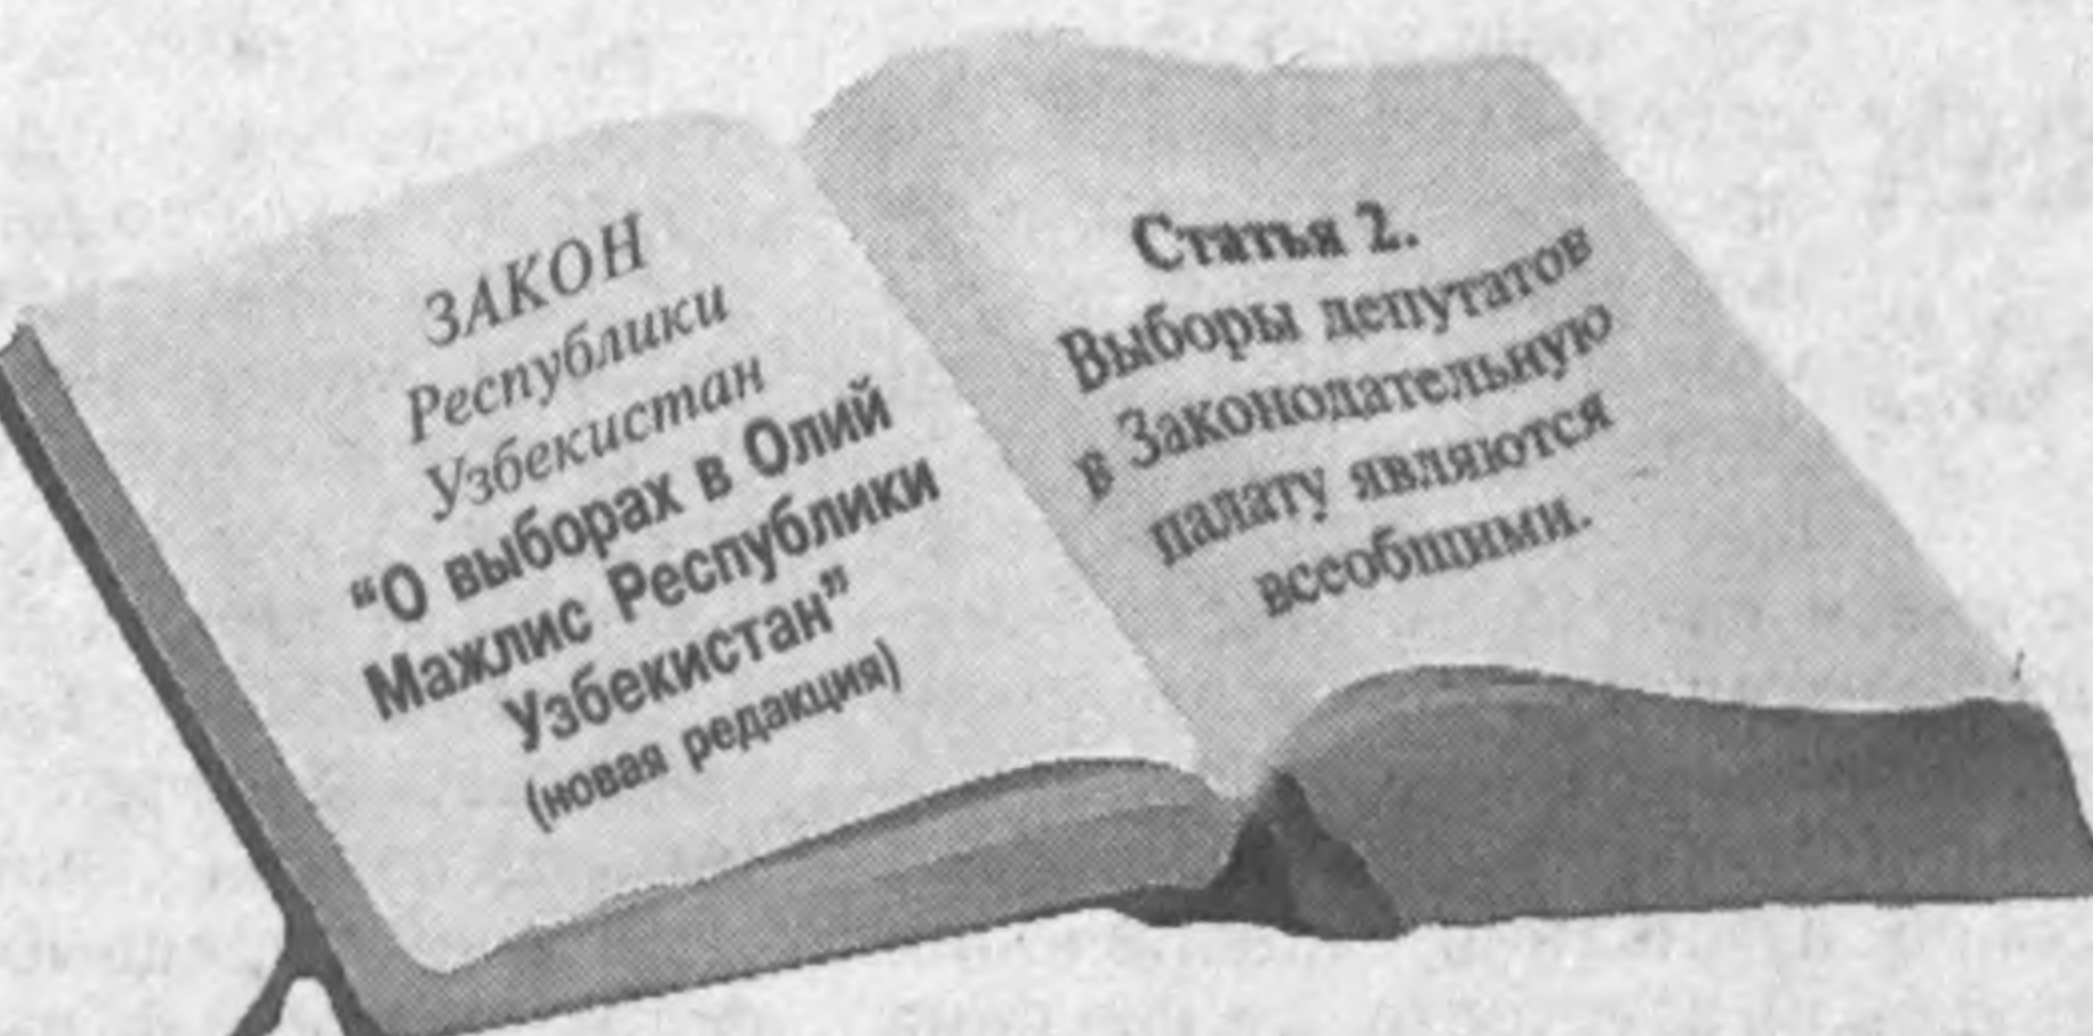 ЗАКОН
Республики
Узбекистан
“О выборах в Олий
Мажлис Республики
Узбекистан”
(новая редакция)
Статья 2.
Выборы депутатов
в Законодательную
палату являются
всеобщими.